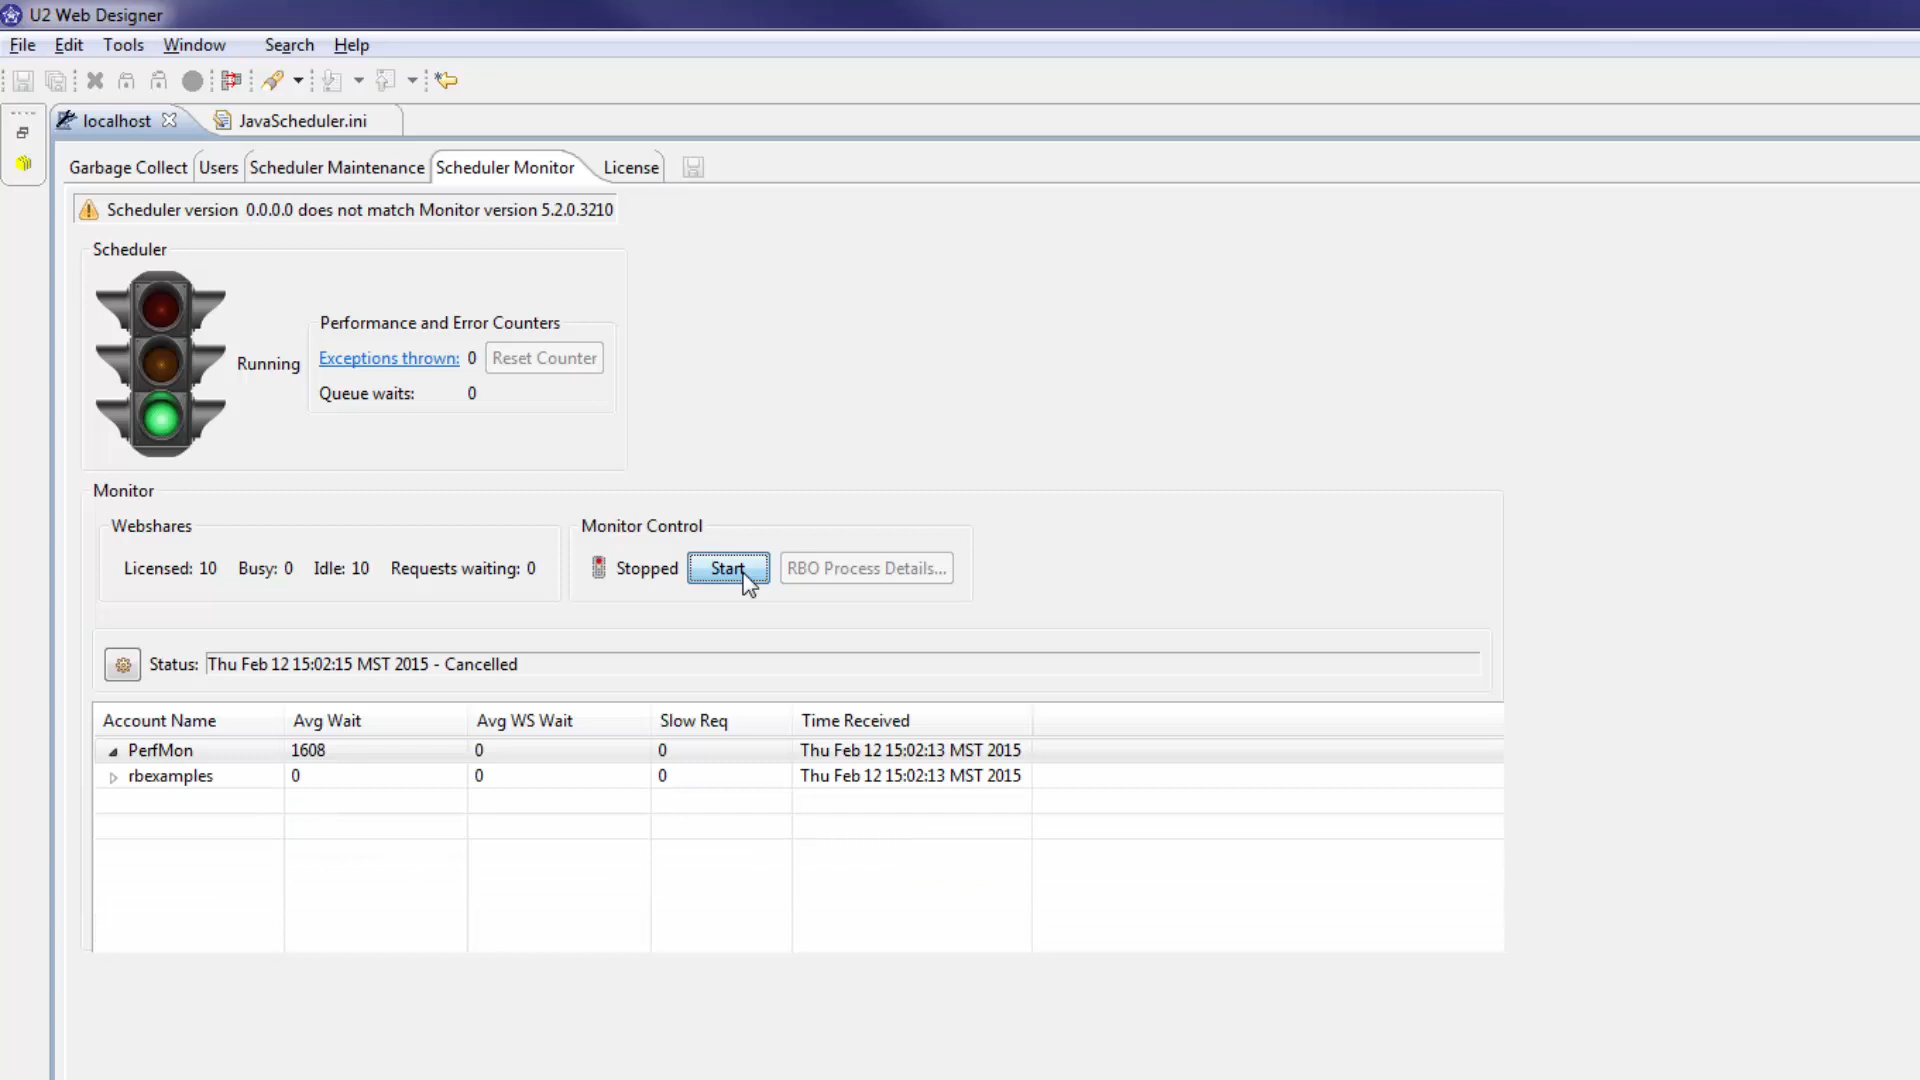 U2 Web Designer
File Edit Tools Window Search Help
localhost JavaScheduler.ini
Garbage Collect Users Scheduler Maintenance Scheduler Monitor License
Scheduler version 0.0.0.0 does not match Monitor version 5.2.0.3210
Scheduler
Performance and Error Counters
Running
Exceptions thrown: 0 Reset Counter
Queue waits: 0
Monitor
Webshares Monitor Control
Licensed: 10 Busy: 0 Idle: 10 Requests waiting: 0 Stopped Start RBO Process Details...
Status: Thu Feb 12 15:02:15 MST 2015 - Cancelled
Account Name Avg Wait Avg WS Wait Slow Req Time Received
PerfMon 1608 0 0 Thu Feb 12 15:02:13 MST 2015
rbexamples 0 0 0 Thu Feb 12 15:02:13 MST 2015